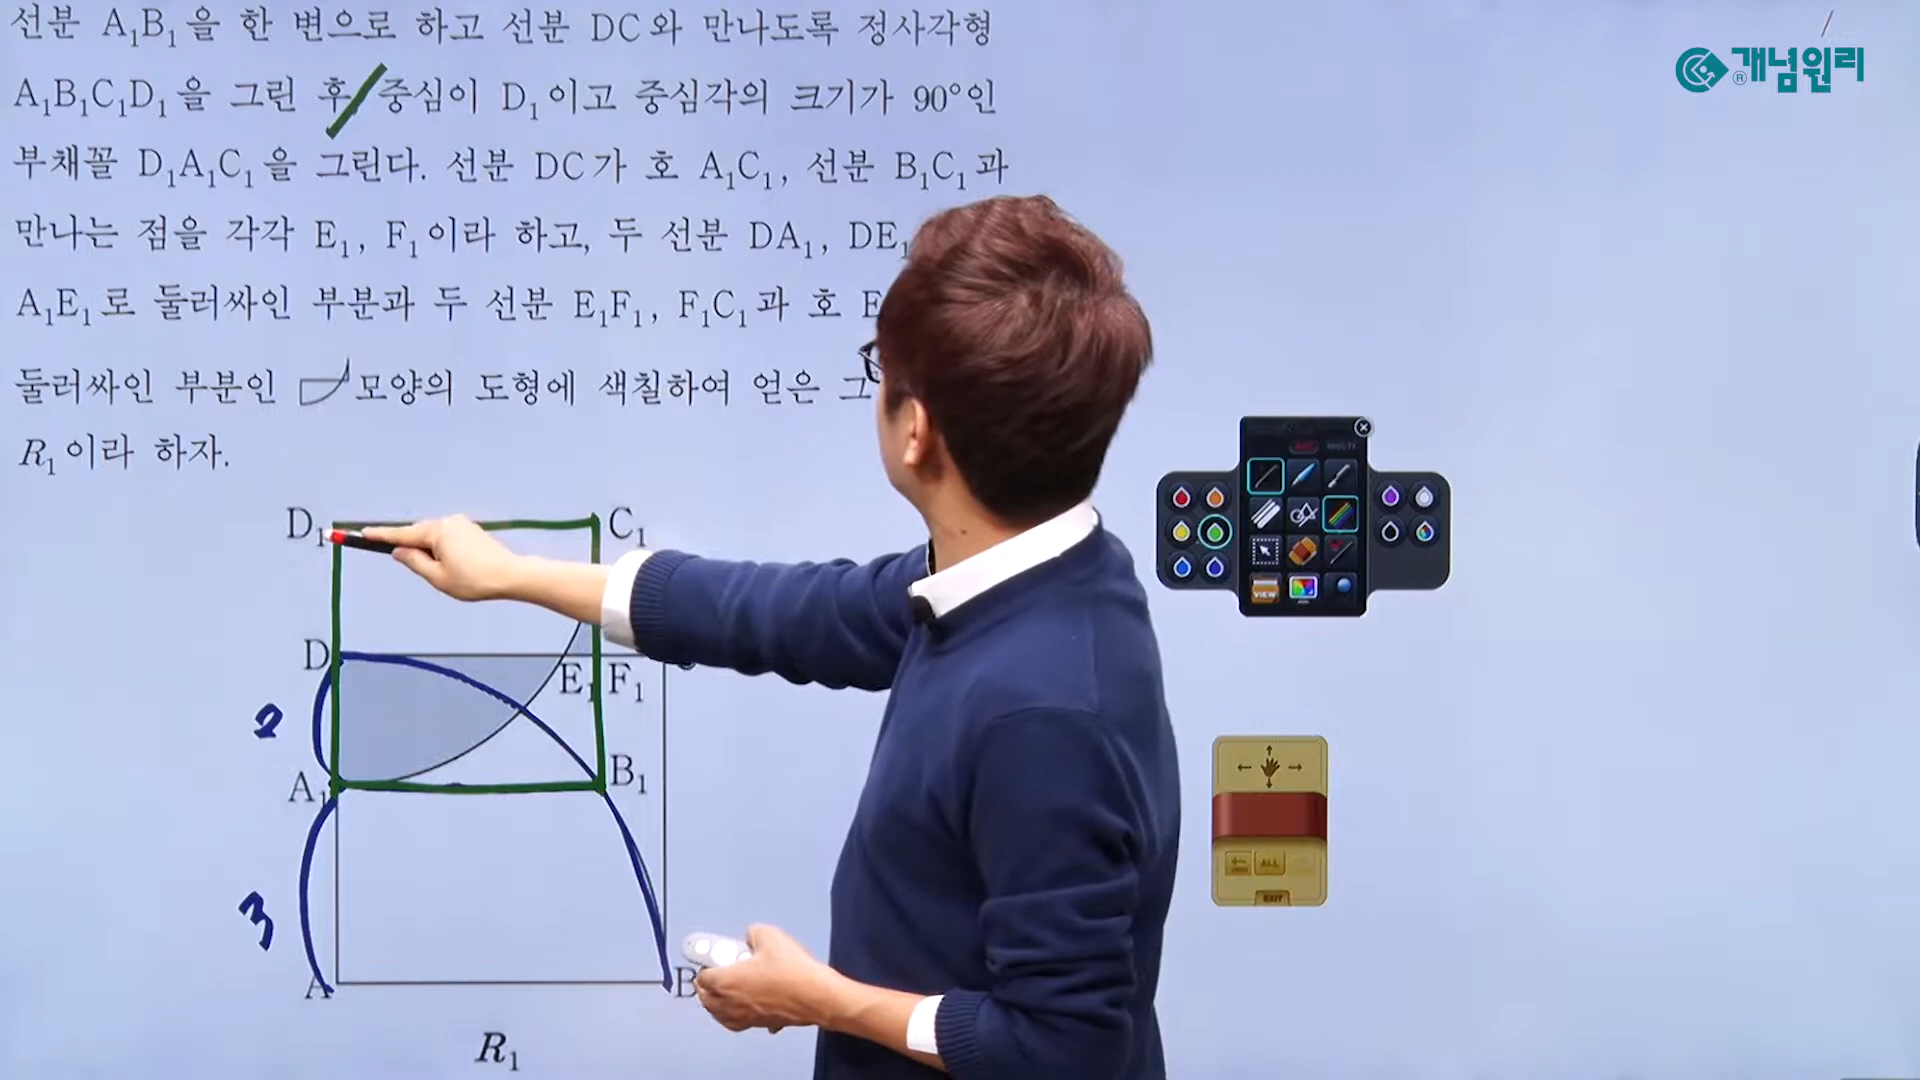 선분 A₁B₁을 한 변으로 하고 선분 DC와 만나도록 정사각형
A₁B₁C₁D₁을 그린 후 중심이 D₁이고 중심각의 크기가 90°인
부채꼴 D₁A₁C₁을 그린다. 선분 DC가 호 A₁C₁, 선분 B₁C₁과
만나는 점을 각각 E₁, F₁이라 하고, 두 선분 DA₁, DE₁
A₁E₁로 둘러싸인 부분과 두 선분 E₁F₁, F₁C₁과 호 E
둘러싸인 부분인 모양의 도형에 색칠하여 얻은 그
R₁이라 하자.
개념원리 ®
D₁ C₁
D E₁ F₁
2
A₁ B₁
3
A B
R₁
VIEW
ALL
EXIT